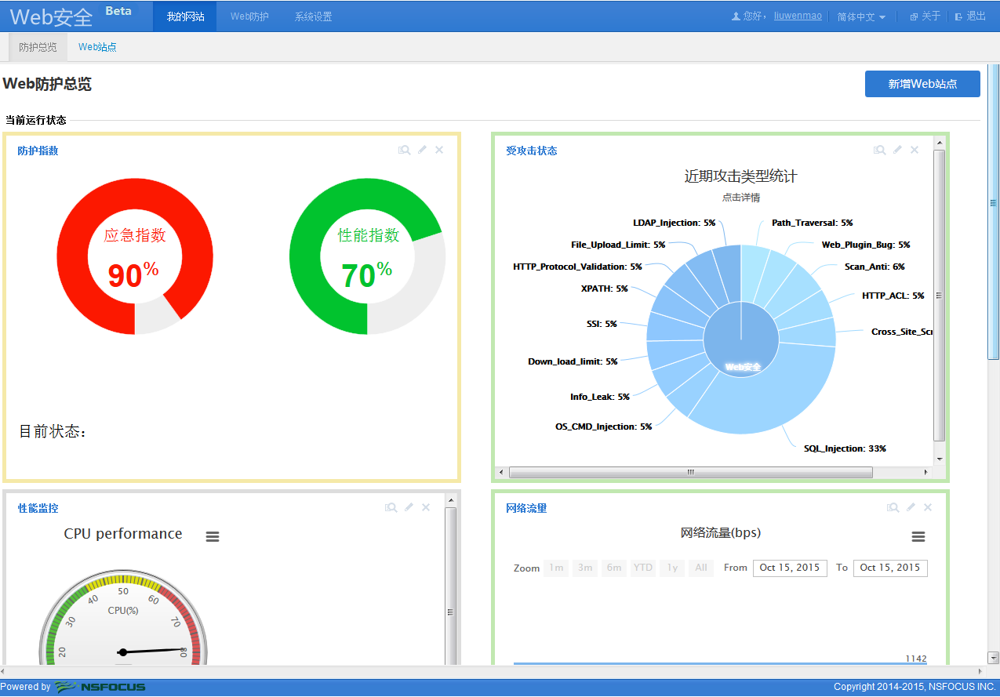 Web安全 Beta 我的网站 Web防护 系统设置 您好， liuwenmao 简体中文 关于 退出
防护总览 Web站点
Web防护总览 新增Web站点
当前运行状态
防护指数
应急指数
90%
性能指数
70%
目前状态：
受攻击状态
近期攻击类型统计
点击详情
LDAP_Injection: 5% Path_Traversal: 5%
File_Upload_Limit: 5% Web_Plugin_Bug: 5%
HTTP_Protocol_Validation: 5% Scan_Anti: 6%
XPATH: 5% HTTP_ACL: 5%
SSI: 5% Cross_Site_Scr
Down_load_limit: 5% Web安全
Info_Leak: 5%
OS_CMD_Injection: 5%
SQL_Injection: 33%
性能监控
CPU performance
20 30 40 50 60 70 80
CPU(%)
网络流量
网络流量(bps)
Zoom 1m 3m 6m YTD 1y All From Oct 15, 2015 To Oct 15, 2015
1142
Powered by NSFOCUS Copyright 2014-2015, NSFOCUS INC.